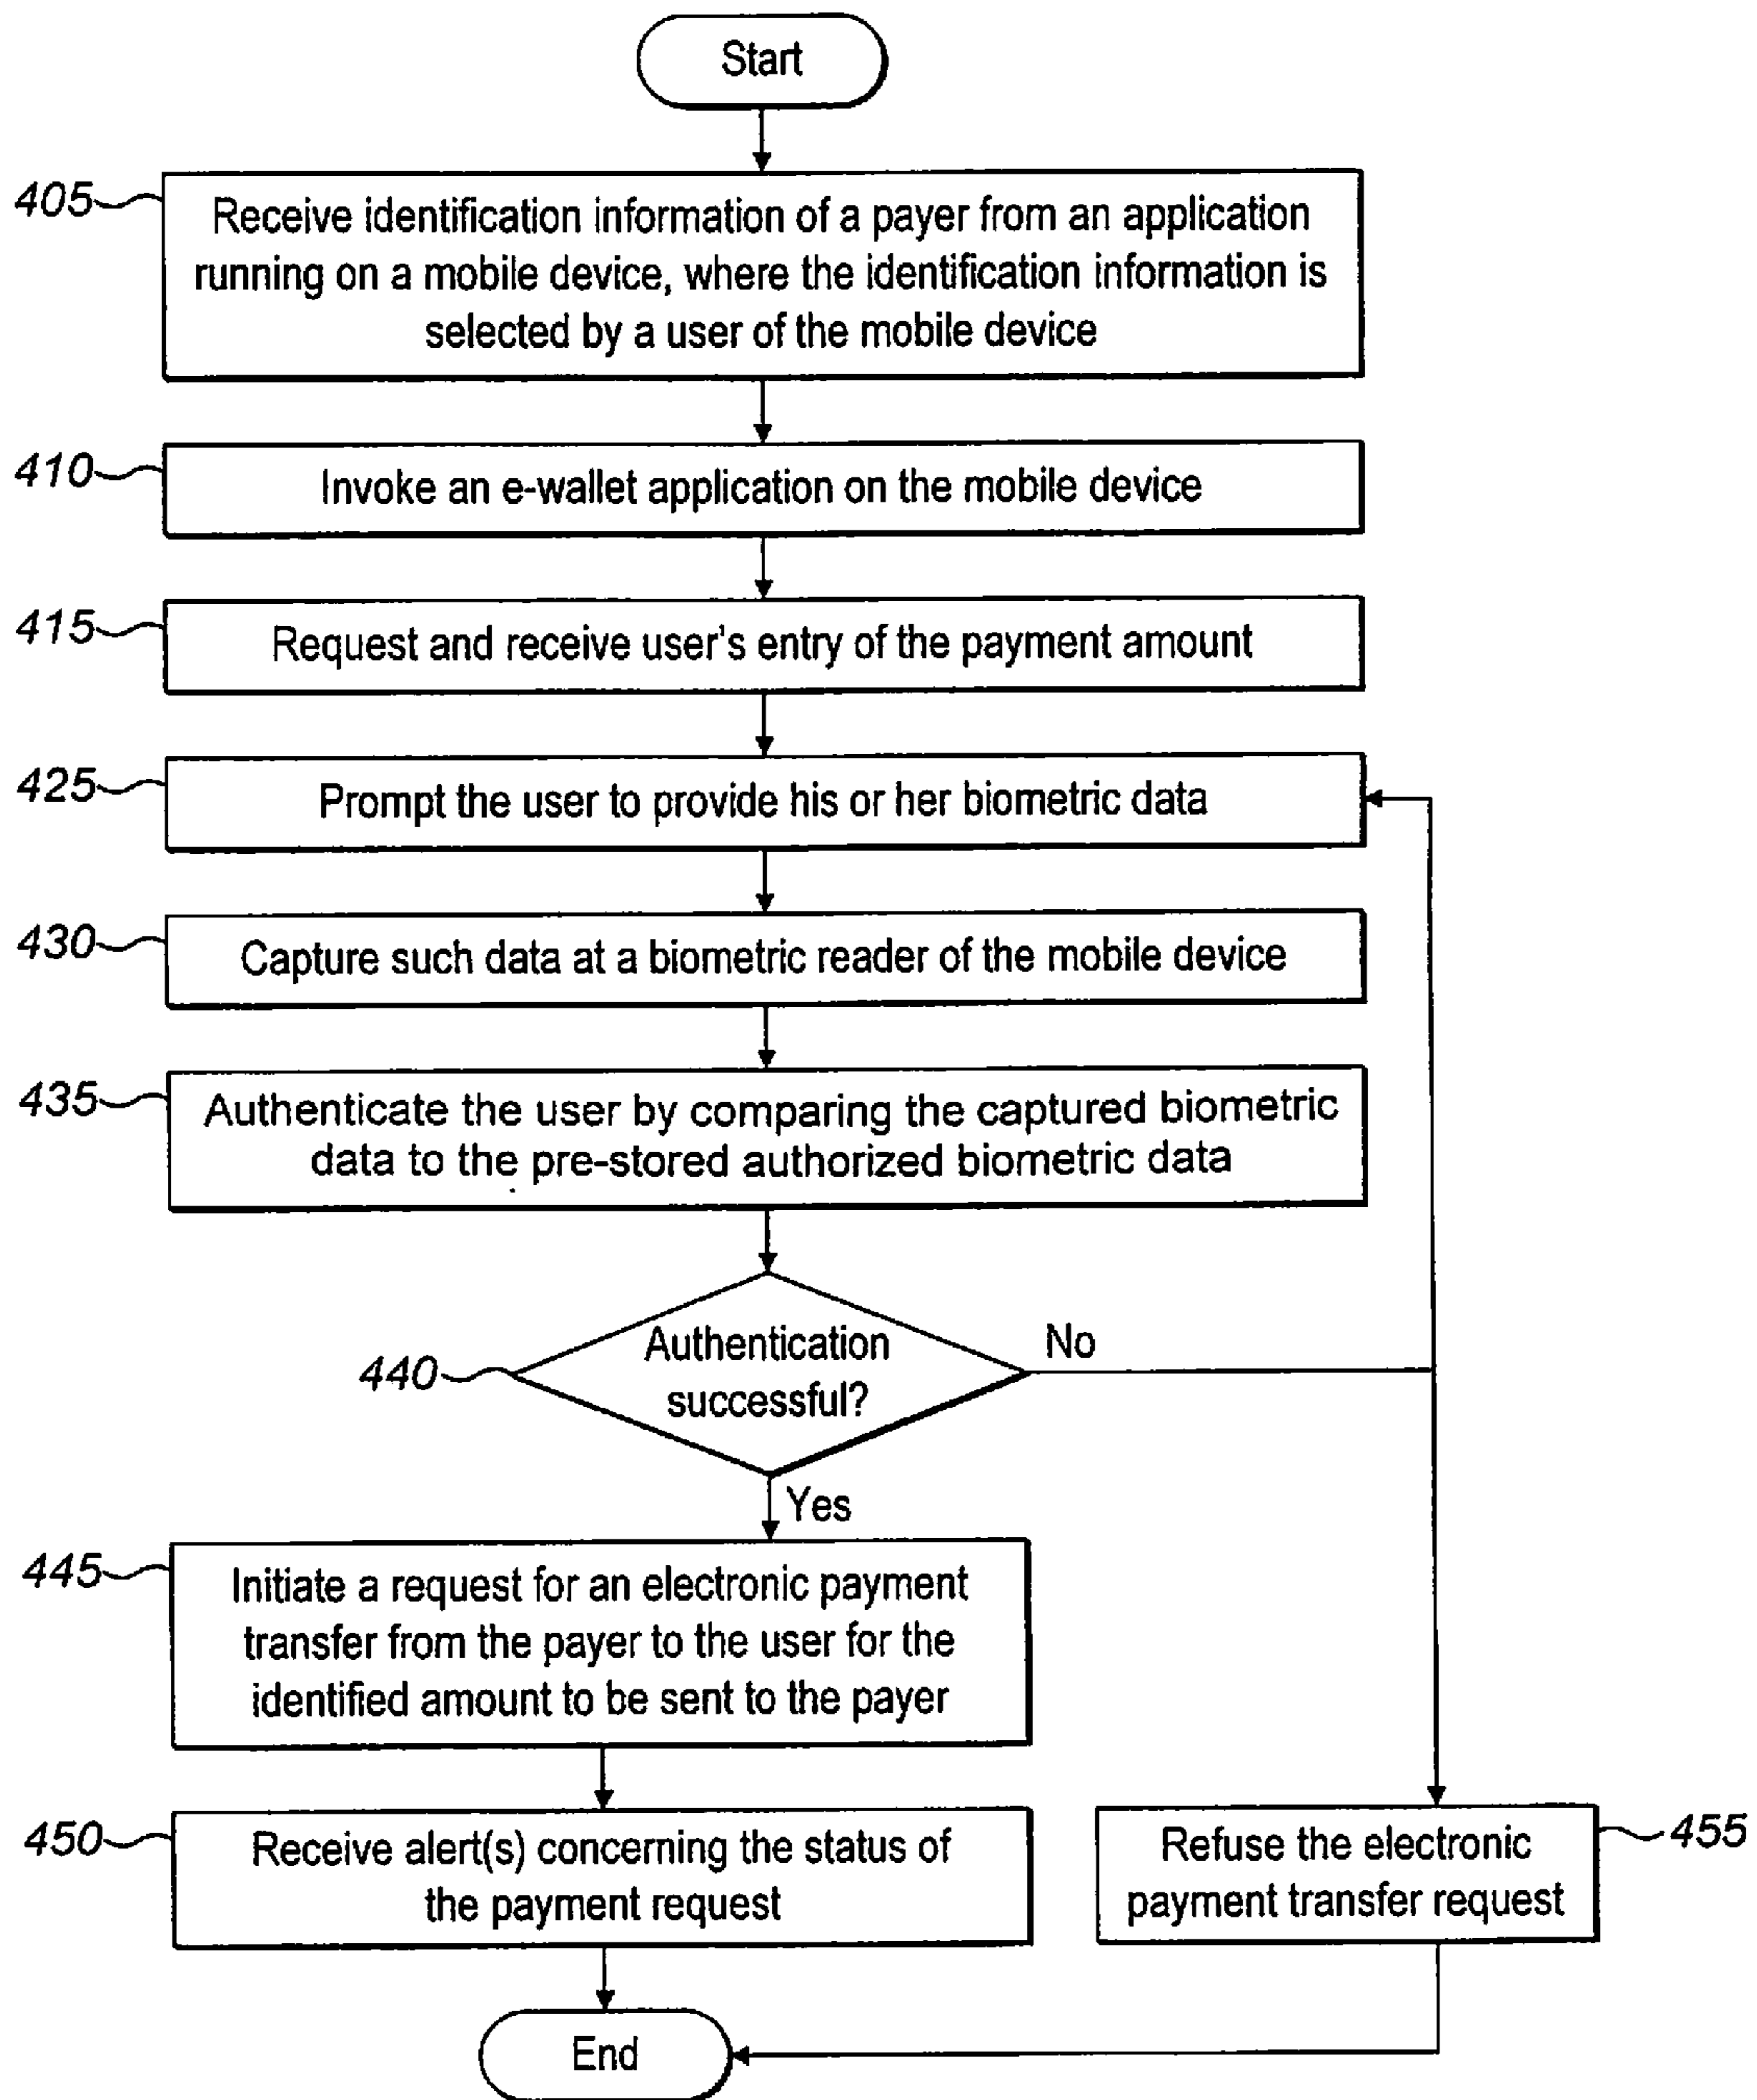 Start
405
Receive identification information of a payer from an application
running on a mobile device, where the identification information is
selected by a user of the mobile device
410
Invoke an e-wallet application on the mobile device
415
Request and receive user's entry of the payment amount
425
Prompt the user to provide his or her biometric data
430
Capture such data at a biometric reader of the mobile device
435
Authenticate the user by comparing the captured biometric
data to the pre-stored authorized biometric data
440
Authentication
successful?
No
Yes
445
Initiate a request for an electronic payment
transfer from the payer to the user for the
identified amount to be sent to the payer
450
Receive alert(s) concerning the status of
the payment request
Refuse the electronic
payment transfer request
455
End